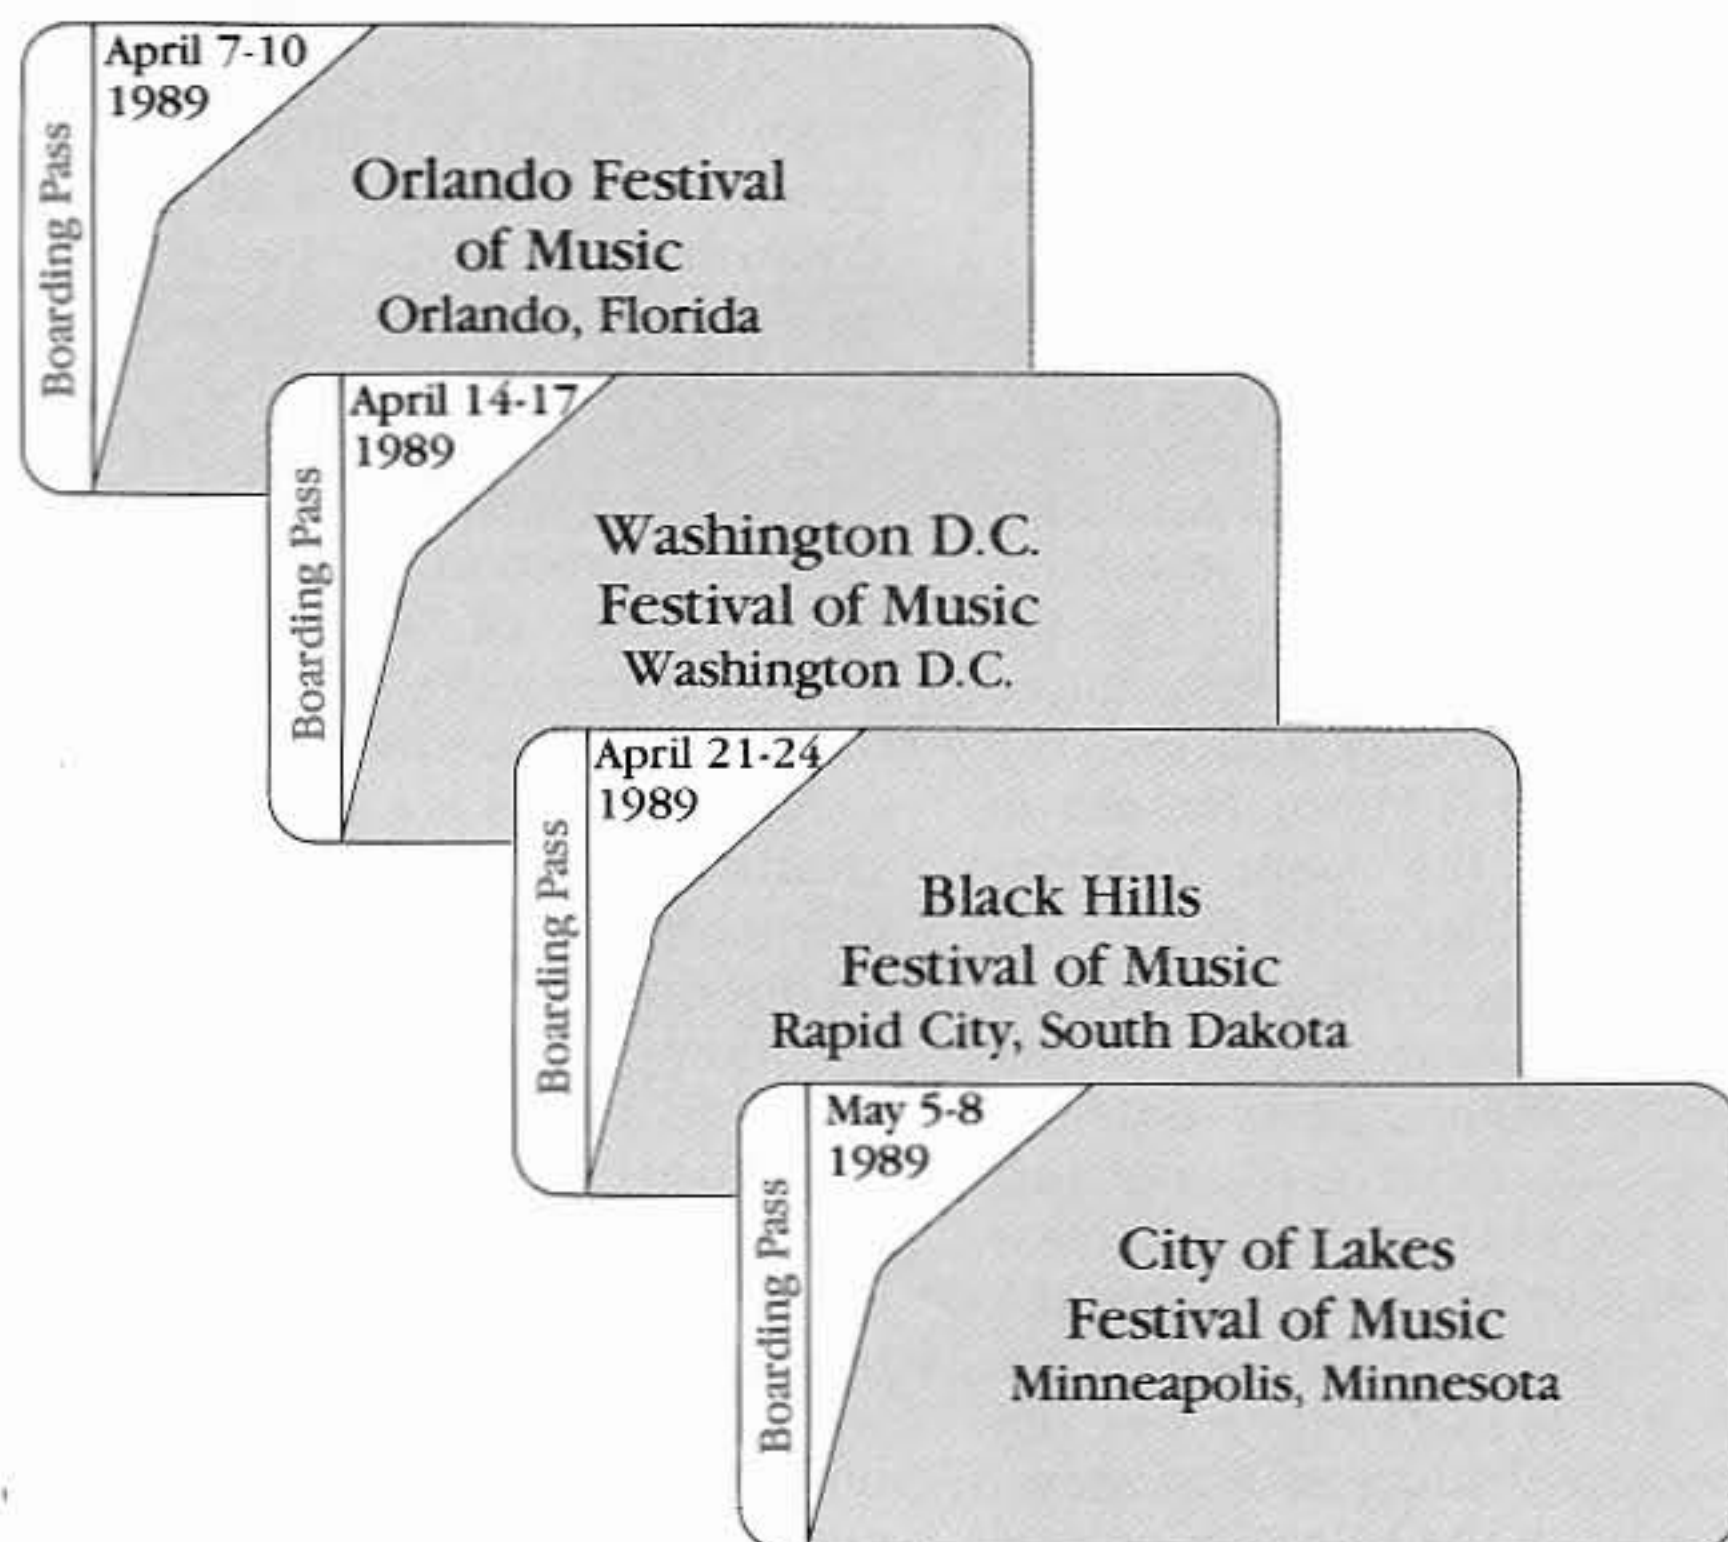 April 7-10
1989
Boarding Pass
Orlando Festival
of Music
Orlando, Florida
April 14-17
1989
Boarding Pass
Washington D.C.
Festival of Music
Washington D.C.
April 21-24
1989
Boarding Pass
Black Hills
Festival of Music
Rapid City, South Dakota
May 5-8
1989
Boarding Pass
City of Lakes
Festival of Music
Minneapolis, Minnesota